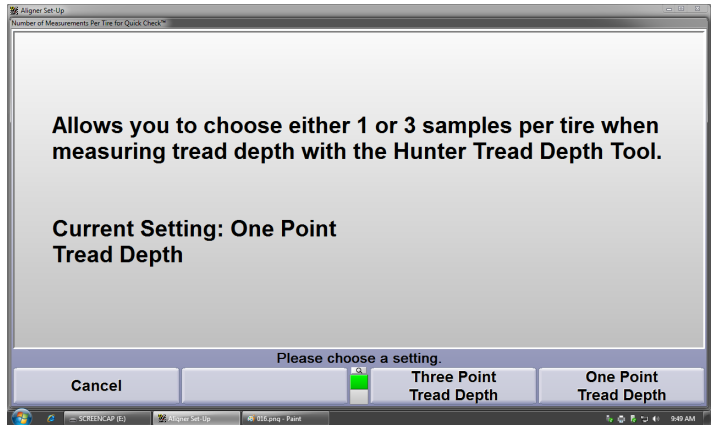 Aligner Set-Up
Number of Measurements Per Tire for Quick Check™
Allows you to choose either 1 or 3 samples per tire when
measuring tread depth with the Hunter Tread Depth Tool.
Current Setting: One Point
Tread Depth
Please choose a setting.
Cancel
Three Point
Tread Depth
One Point
Tread Depth
SCREENCAP (E:)
Aligner Set-Up
016.png - Paint
9:49 AM